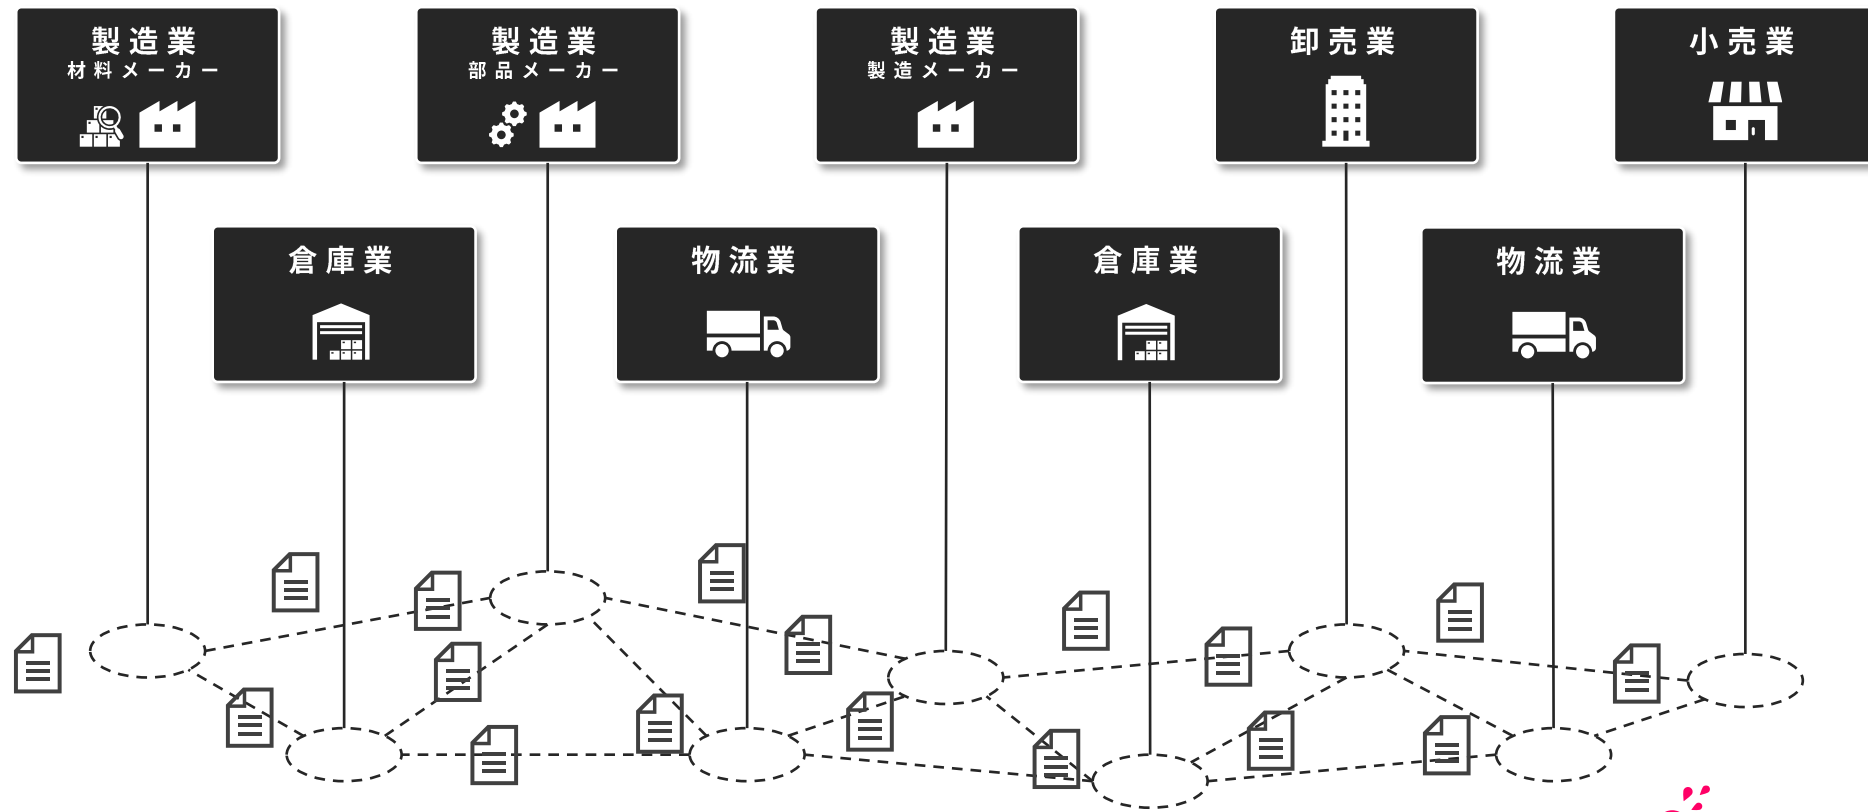 製造業
材料メーカー
製造業
部品メーカー
製造業
製造メーカー
卸売業
小売業
倉庫業
物流業
倉庫業
物流業